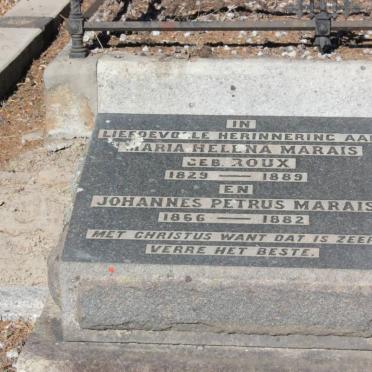 IN
LIEFDEVOLLE HERINNERING AAN
MARIA HELENA MARAIS
GEB. ROUX
1829 — 1889
EN
JOHANNES PETRUS MARAIS
1866 — 1882
MET CHRISTUS WANT DAT IS ZEER
VERRE HET BESTE.